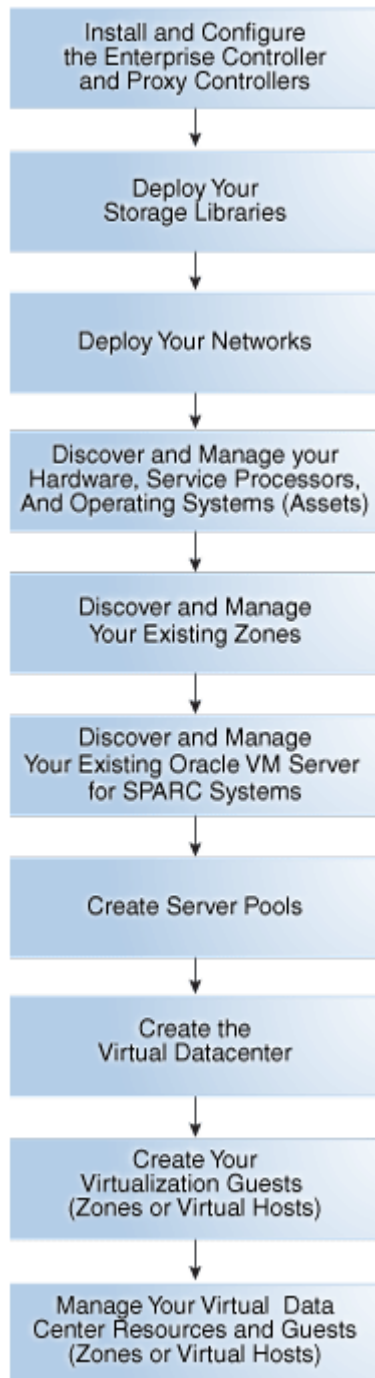 Install and Configure
the Enterprise Controller
and Proxy Controllers
Deploy Your
Storage Libraries
Deploy Your Networks
Discover and Manage your
Hardware, Service Processors,
And Operating Systems (Assets)
Discover and Manage
Your Existing Zones
Discover and Manage
Your Existing Oracle VM Server
for SPARC Systems
Create Server Pools
Create the
Virtual Datacenter
Create Your
Virtualization Guests
(Zones or Virtual Hosts)
Manage Your Virtual Data
Center Resources and Guests
(Zones or Virtual Hosts)